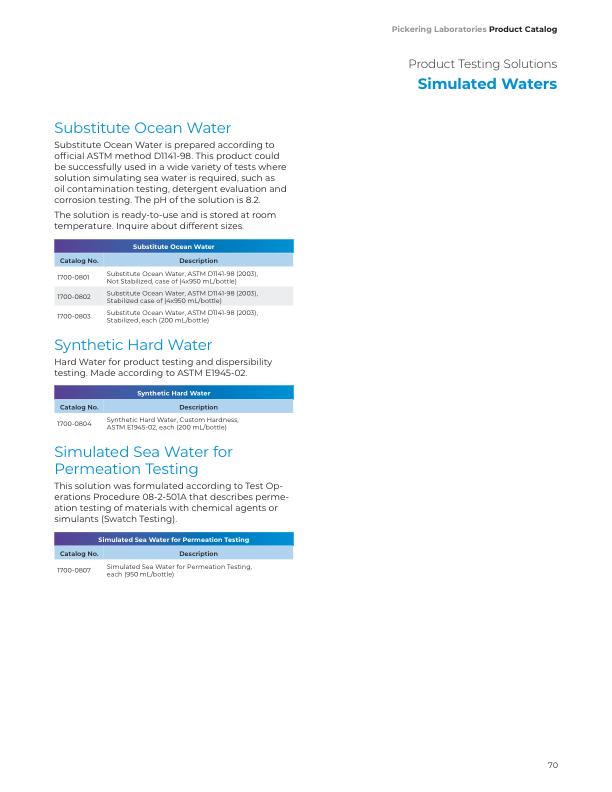 Pickering Laboratories Product Catalog
Product Testing Solutions
Simulated Waters
Substitute Ocean Water
Substitute Ocean Water is prepared according to
official ASTM method D1141-98. This product could
be successfully used in a wide variety of tests where
solution simulating sea water is required, such as
oil contamination testing, detergent evaluation and
corrosion testing. The pH of the solution is 8.2.
The solution is ready-to-use and is stored at room
temperature. Inquire about different sizes.
Substitute Ocean Water
Catalog No. Description
1700-0801 Substitute Ocean Water, ASTM D1141-98 (2003),
Not Stabilized, case of (4x950 mL/bottle)
1700-0802 Substitute Ocean Water, ASTM D1141-98 (2003),
Stabilized case of (4x950 mL/bottle)
1700-0803 Substitute Ocean Water, ASTM D1141-98 (2003),
Stabilized, each (200 mL/bottle)
Synthetic Hard Water
Hard Water for product testing and dispersibility
testing. Made according to ASTM E1945-02.
Synthetic Hard Water
Catalog No. Description
1700-0804 Synthetic Hard Water, Custom Hardness,
ASTM E1945-02, each (200 mL/bottle)
Simulated Sea Water for
Permeation Testing
This solution was formulated according to Test Op-
erations Procedure 08-2-501A that describes perme-
ation testing of materials with chemical agents or
simulants (Swatch Testing).
Simulated Sea Water for Permeation Testing
Catalog No. Description
1700-0807 Simulated Sea Water for Permeation Testing,
each (950 mL/bottle)
70